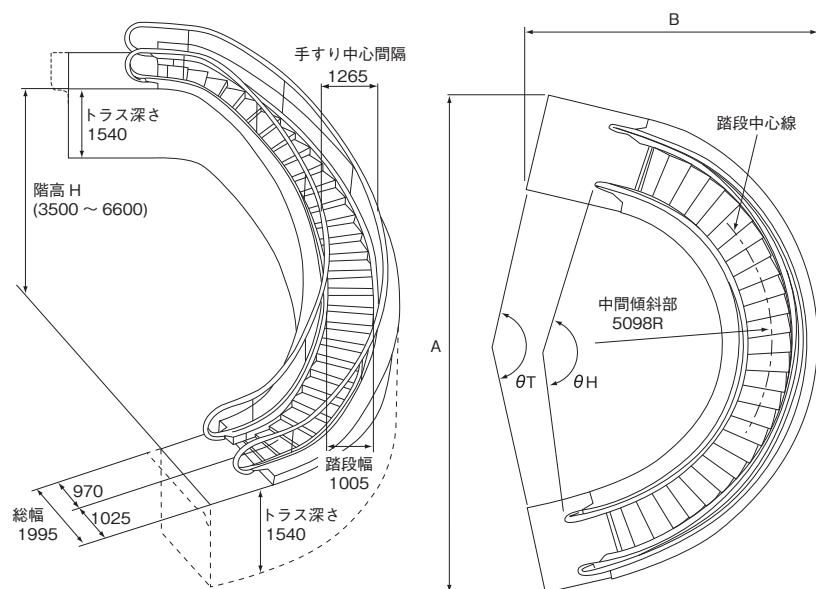 手すり中心間隔
1265
トラス深さ
1540
階高 H
(3500 ～ 6600)
踏段幅
1005
970
1025
総幅
1995
トラス深さ
1540
B
踏段中心線
中間傾斜部
5098R
A
θT
θH